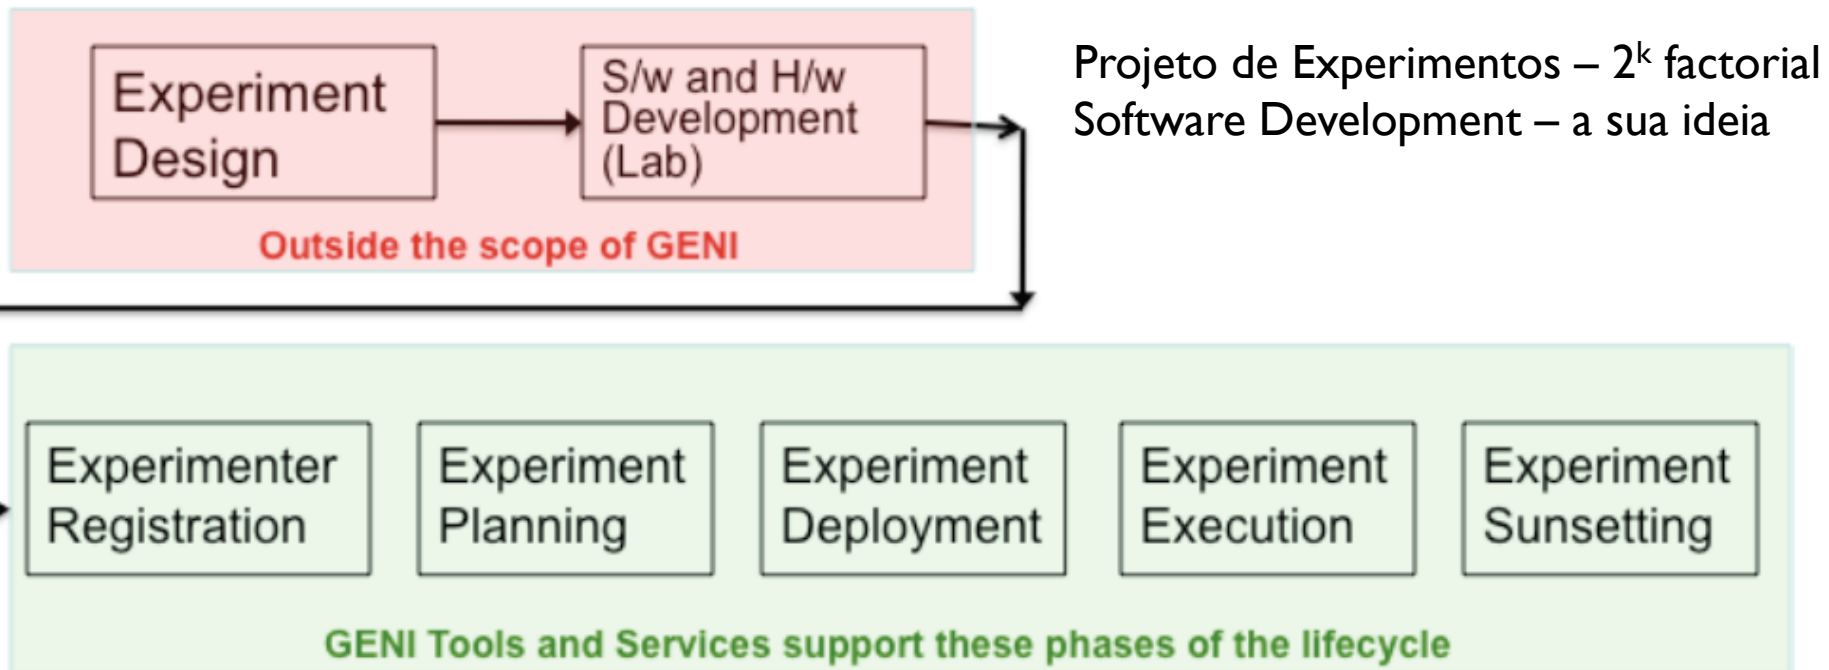 Experiment
Design
S/w and H/w
Development
(Lab)
Outside the scope of GENI
Projeto de Experimentos – 2ᵏ factorial
Software Development – a sua ideia
Experimenter
Registration
Experiment
Planning
Experiment
Deployment
Experiment
Execution
Experiment
Sunsetting
GENI Tools and Services support these phases of the lifecycle